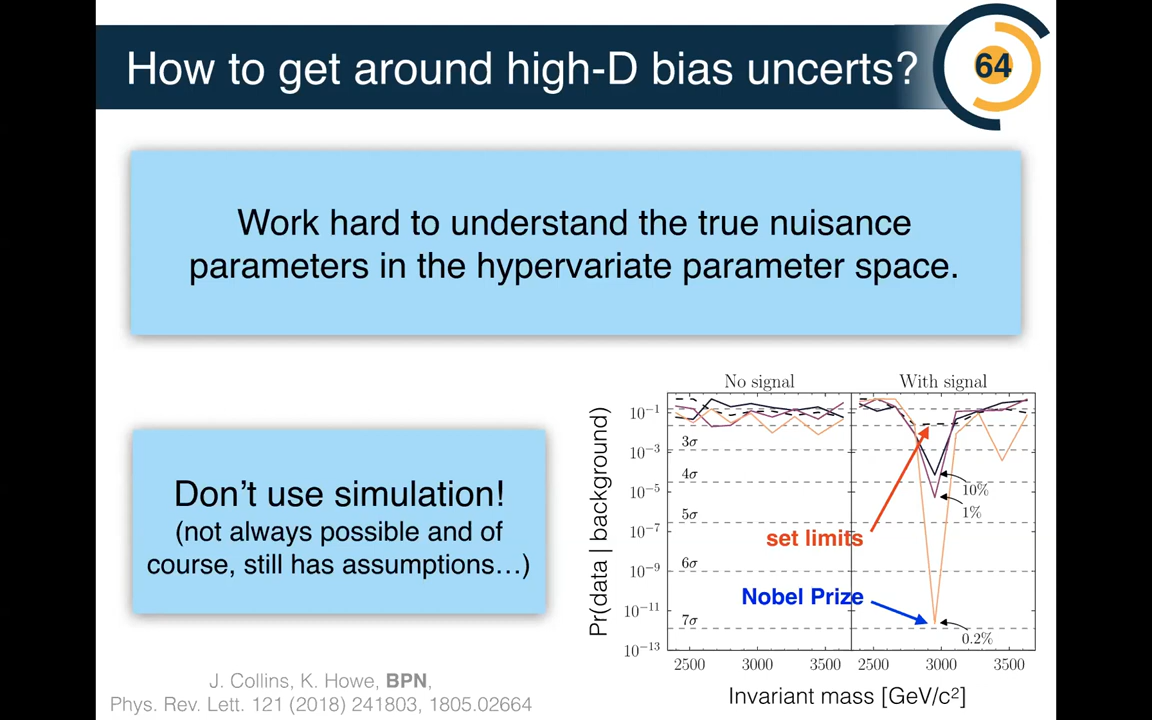 How to get around high-D bias uncerts?
64
Work hard to understand the true nuisance
parameters in the hypervariate parameter space.
Don't use simulation!
(not always possible and of
course, still has assumptions…)
J. Collins, K. Howe, BPN,
Phys. Rev. Lett. 121 (2018) 241803, 1805.02664
No signal
With signal
Pr(data | background)
10⁻¹
10⁻³
10⁻⁵
10⁻⁷
10⁻⁹
10⁻¹¹
10⁻¹³
3σ
4σ
5σ
6σ
7σ
10%
1%
0.2%
set limits
Nobel Prize
2500 3000 3500 2500 3000 3500
Invariant mass [GeV/c²]